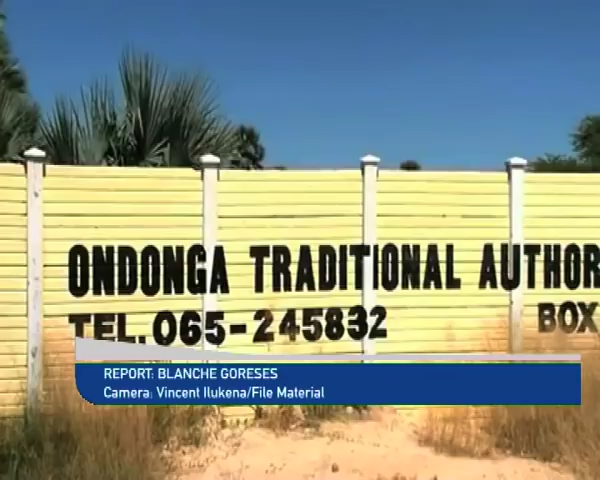 ONDONGA TRADITIONAL AUTHOR
TEL. 065-245832 BOX
REPORT: BLANCHE GORESES
Camera: Vincent Ilukena/File Material